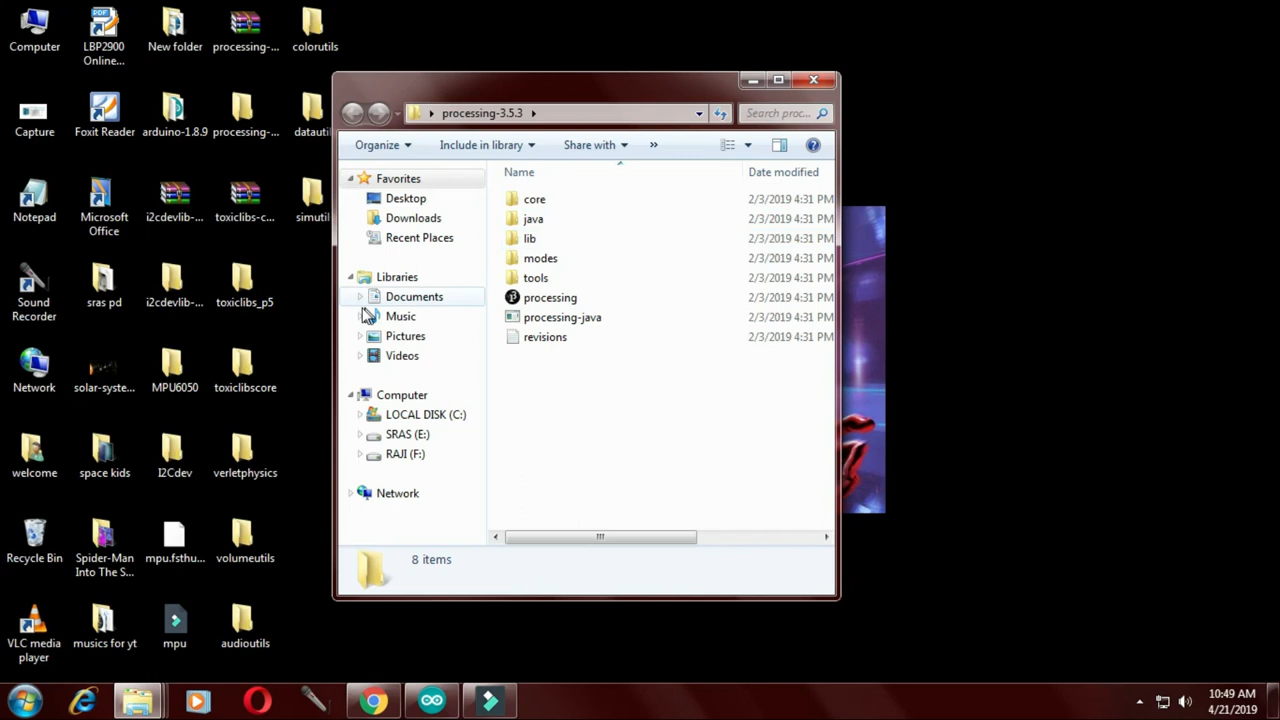 Computer
LBP2900
Online...
New folder
processing-...
colorutils
Capture
Foxit Reader
arduino-1.8.9
processing-...
datautil
Notepad
Microsoft
Office
i2cdevlib-...
toxiclibs-c...
simutil
Sound
Recorder
sras pd
i2cdevlib-...
toxiclibs_p5
Network
solar-syste...
MPU6050
toxiclibscore
welcome
space kids
I2Cdev
verletphysics
Recycle Bin
Spider-Man
Into The S...
mpu.fsthu...
volumeutils
VLC media
player
musics for yt
mpu
audioutils
processing-3.5.3
Search proc...
Organize
Include in library
Share with
»
Favorites
Desktop
Downloads
Recent Places
Libraries
Documents
Music
Pictures
Videos
Computer
LOCAL DISK (C:)
SRAS (E:)
RAJI (F:)
Network
Name
Date modified
core
2/3/2019 4:31 PM
java
2/3/2019 4:31 PM
lib
2/3/2019 4:31 PM
modes
2/3/2019 4:31 PM
tools
2/3/2019 4:31 PM
processing
2/3/2019 4:31 PM
processing-java
2/3/2019 4:31 PM
revisions
2/3/2019 4:31 PM
8 items
10:49 AM
4/21/2019